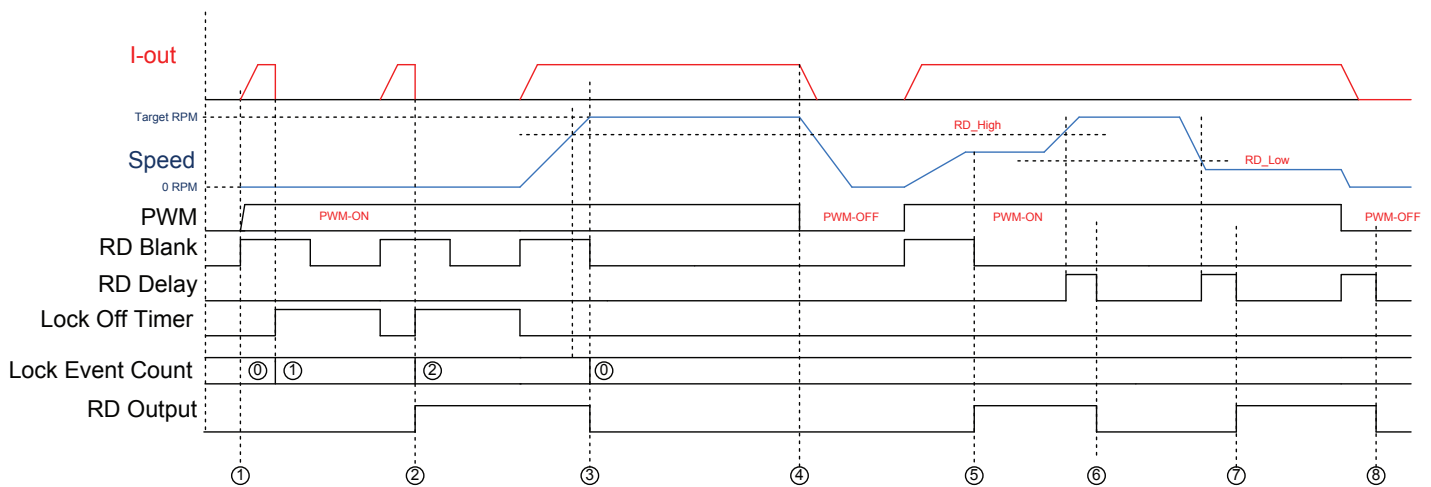 I-out
Target RPM
RD_High
Speed
RD_Low
0 RPM
PWM
PWM-ON
PWM-OFF
PWM-ON
PWM-OFF
RD Blank
RD Delay
Lock Off Timer
Lock Event Count
⓪ ① ② ⓪
RD Output
① ② ③ ④ ⑤ ⑥ ⑦ ⑧